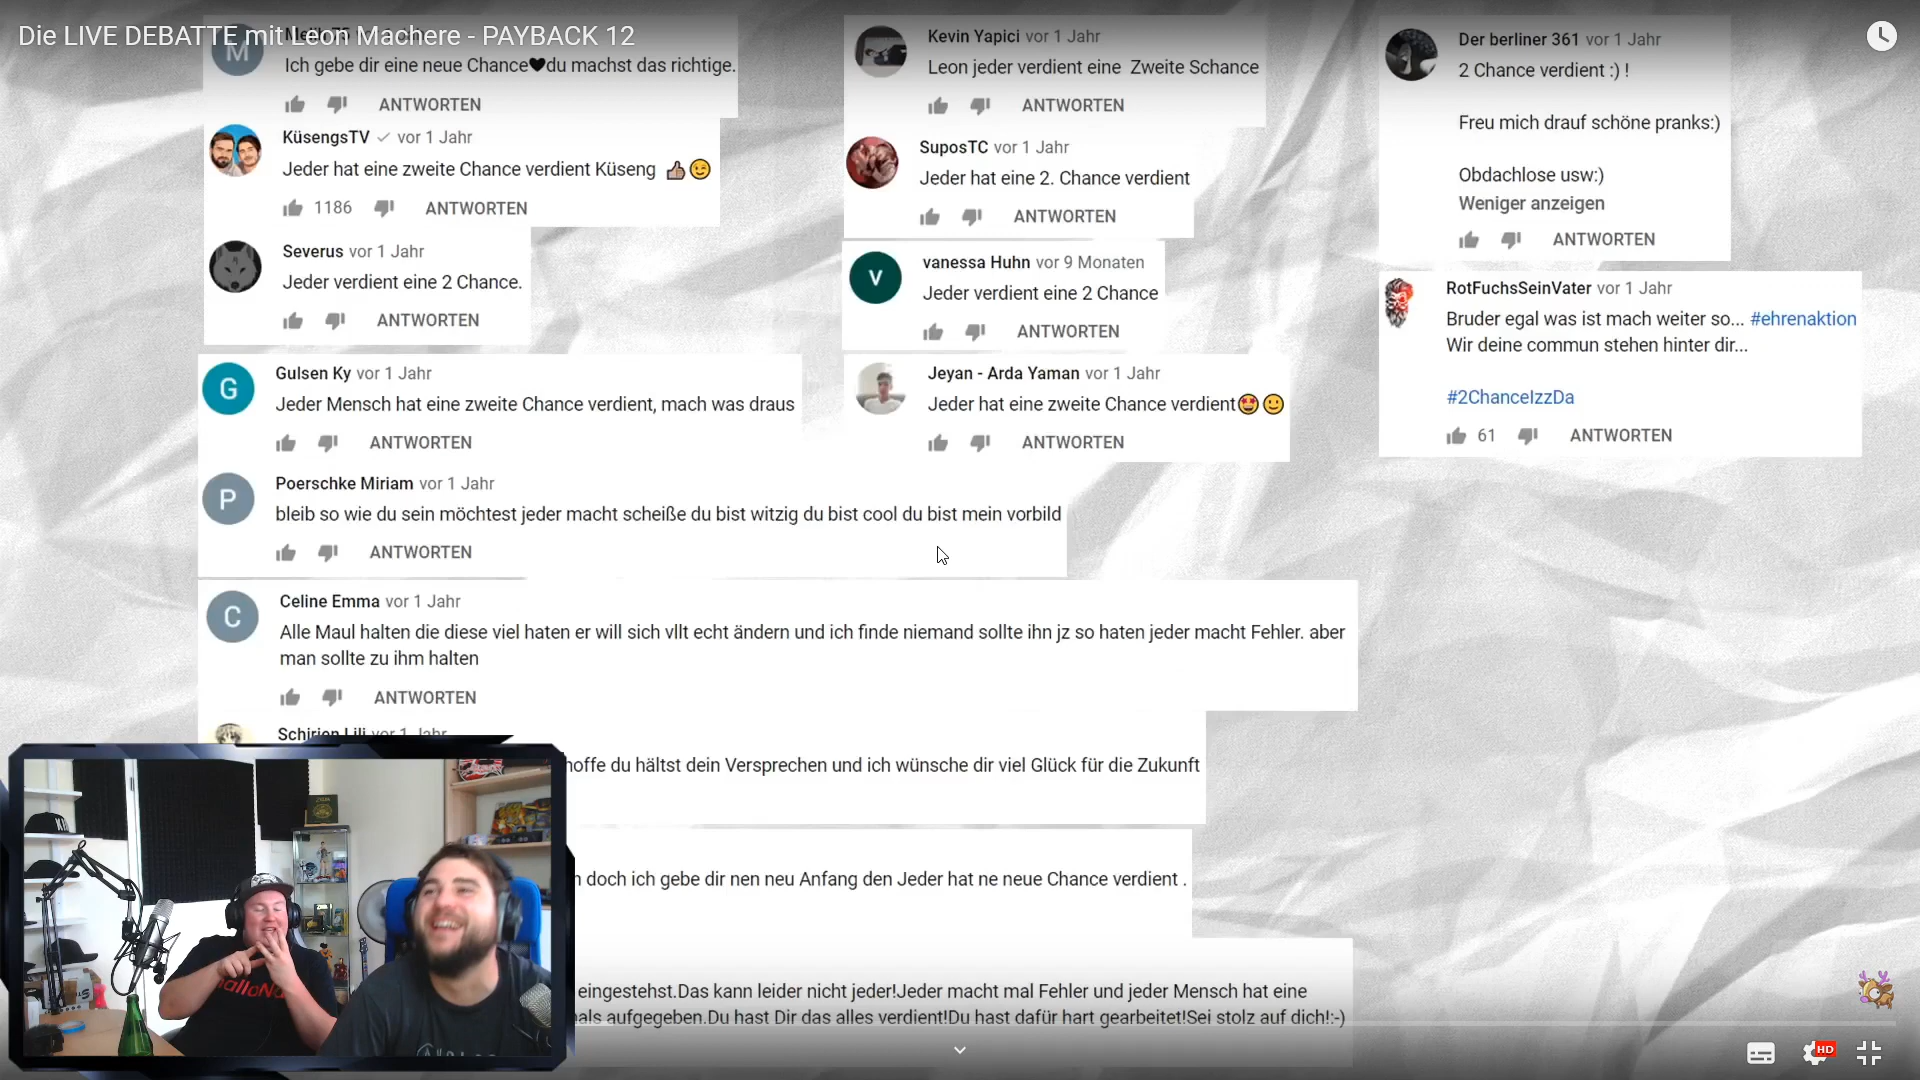 Die LIVE DEBATTE mit Leon Machere - PAYBACK 12
M
Ich gebe dir eine neue Chance🖤du machst das richtige.
ANTWORTEN
KüsengsTV ✓ vor 1 Jahr
Jeder hat eine zweite Chance verdient Küseng 👍😉
1186 ANTWORTEN
Severus vor 1 Jahr
Jeder verdient eine 2 Chance.
ANTWORTEN
G
Gulsen Ky vor 1 Jahr
Jeder Mensch hat eine zweite Chance verdient, mach was draus
ANTWORTEN
P
Poerschke Miriam vor 1 Jahr
bleib so wie du sein möchtest jeder macht scheiße du bist witzig du bist cool du bist mein vorbild
ANTWORTEN
C
Celine Emma vor 1 Jahr
Alle Maul halten die diese viel haten er will sich vllt echt ändern und ich finde niemand sollte ihn jz so haten jeder macht Fehler. aber
man sollte zu ihm halten
ANTWORTEN
Schirien Lili vor 1 Jahr
hoffe du hältst dein Versprechen und ich wünsche dir viel Glück für die Zukunft
doch ich gebe dir nen neu Anfang den Jeder hat ne neue Chance verdient .
eingestehst.Das kann leider nicht jeder!Jeder macht mal Fehler und jeder Mensch hat eine
aufgegeben.Du hast Dir das alles verdient!Du hast dafür hart gearbeitet!Sei stolz auf dich!:-)
Kevin Yapici vor 1 Jahr
Leon jeder verdient eine Zweite Schance
ANTWORTEN
SuposTC vor 1 Jahr
Jeder hat eine 2. Chance verdient
ANTWORTEN
V
vanessa Huhn vor 9 Monaten
Jeder verdient eine 2 Chance
ANTWORTEN
Jeyan - Arda Yaman vor 1 Jahr
Jeder hat eine zweite Chance verdient🤩🙂
ANTWORTEN
Der berliner 361 vor 1 Jahr
2 Chance verdient :) !
Freu mich drauf schöne pranks:)
Obdachlose usw:)
Weniger anzeigen
ANTWORTEN
RotFuchsSeinVater vor 1 Jahr
Bruder egal was ist mach weiter so... #ehrenaktion
Wir deine commun stehen hinter dir...
#2ChanceIzzDa
61 ANTWORTEN
HD